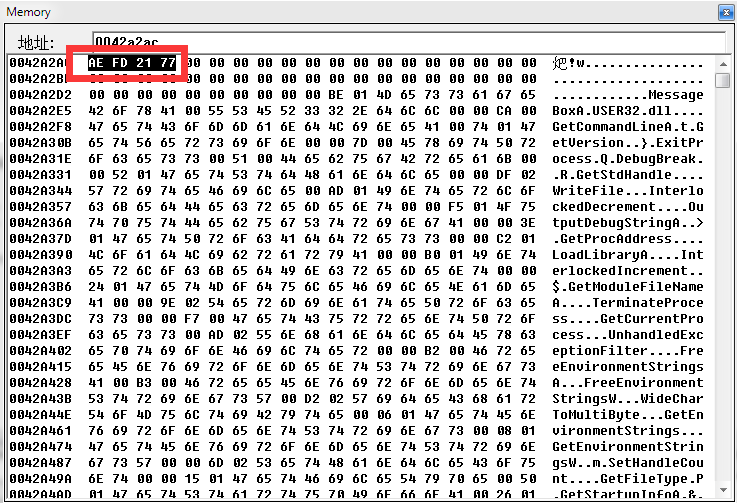 Memory
地址: 0042a2ac
0042A2A AE FD 21 77 00 00 00 00 00 00 00 00 00 00 00 00 00 00 00 !w...............
0042A2B 00 00 00 00 00 00 00 00 00 00 00 00 00 00 00 00 00 00 00 ...................
0042A2D2 00 00 00 00 00 00 00 00 00 00 BE 01 4D 65 73 73 61 67 65 ............Message
0042A2E5 42 6F 78 41 00 55 53 45 52 33 32 2E 64 6C 6C 00 00 CA 00 BoxA.USER32.dll....
0042A2F8 47 65 74 43 6F 6D 6D 61 6E 64 4C 69 6E 65 41 00 74 01 47 GetCommandLineA.t.G
0042A30B 65 74 56 65 72 73 69 6F 6E 00 00 7D 00 45 78 69 74 50 72 etVersion..}.ExitPr
0042A31E 6F 63 65 73 73 00 51 00 44 65 62 75 67 42 72 65 61 6B 00 ocess.Q.DebugBreak.
0042A331 00 52 01 47 65 74 53 74 64 48 61 6E 64 6C 65 00 00 DF 02 .R.GetStdHandle....
0042A344 57 72 69 74 65 46 69 6C 65 00 AD 01 49 6E 74 65 72 6C 6F WriteFile...Interlo
0042A357 63 6B 65 64 44 65 63 72 65 6D 65 6E 74 00 00 F5 01 4F 75 ckedDecrement....Ou
0042A36A 74 70 75 74 44 65 62 75 67 53 74 72 69 6E 67 41 00 00 3E tputDebugStringA..>
0042A37D 01 47 65 74 50 72 6F 63 41 64 64 72 65 73 73 00 00 C2 01 .GetProcAddress....
0042A390 4C 6F 61 64 4C 69 62 72 61 72 79 41 00 00 B0 01 49 6E 74 LoadLibraryA....Int
0042A3A3 65 72 6C 6F 63 6B 65 64 49 6E 63 72 65 6D 65 6E 74 00 00 erlockedIncrement..
0042A3B6 24 01 47 65 74 4D 6F 64 75 6C 65 46 69 6C 65 4E 61 6D 65 $.GetModuleFileName
0042A3C9 41 00 00 9E 02 54 65 72 6D 69 6E 61 74 65 50 72 6F 63 65 A....TerminateProce
0042A3DC 73 73 00 00 F7 00 47 65 74 43 75 72 72 65 6E 74 50 72 6F ss....GetCurrentPro
0042A3EF 63 65 73 73 00 AD 02 55 6E 68 61 6E 64 6C 65 64 45 78 63 cess...UnhandledExc
0042A402 65 70 74 69 6F 6E 46 69 6C 74 65 72 00 00 B2 00 46 72 65 eptionFilter....Fre
0042A415 65 45 6E 76 69 72 6F 6E 6D 65 6E 74 53 74 72 69 6E 67 73 eEnvironmentStrings
0042A428 41 00 B3 00 46 72 65 65 45 6E 76 69 72 6F 6E 6D 65 6E 74 A...FreeEnvironment
0042A43B 53 74 72 69 6E 67 73 57 00 D2 02 57 69 64 65 43 68 61 72 StringsW...WideChar
0042A44E 54 6F 4D 75 6C 74 69 42 79 74 65 00 06 01 47 65 74 45 6E ToMultiByte...GetEn
0042A461 76 69 72 6F 6E 6D 65 6E 74 53 74 72 69 6E 67 73 00 08 01 vironmentStrings...
0042A474 47 65 74 45 6E 76 69 72 6F 6E 6D 65 6E 74 53 74 72 69 6E GetEnvironmentStrin
0042A487 67 73 57 00 00 6D 02 53 65 74 48 61 6E 64 6C 65 43 6F 75 gsW..m.SetHandleCou
0042A49A 6E 74 00 00 15 01 47 65 74 46 69 6C 65 54 79 70 65 00 50 nt....GetFileType.P
0042A4AD 01 47 65 74 53 74 61 72 74 75 70 49 6E 66 6F 41 00 26 01 .GetStartupInfoA.&.